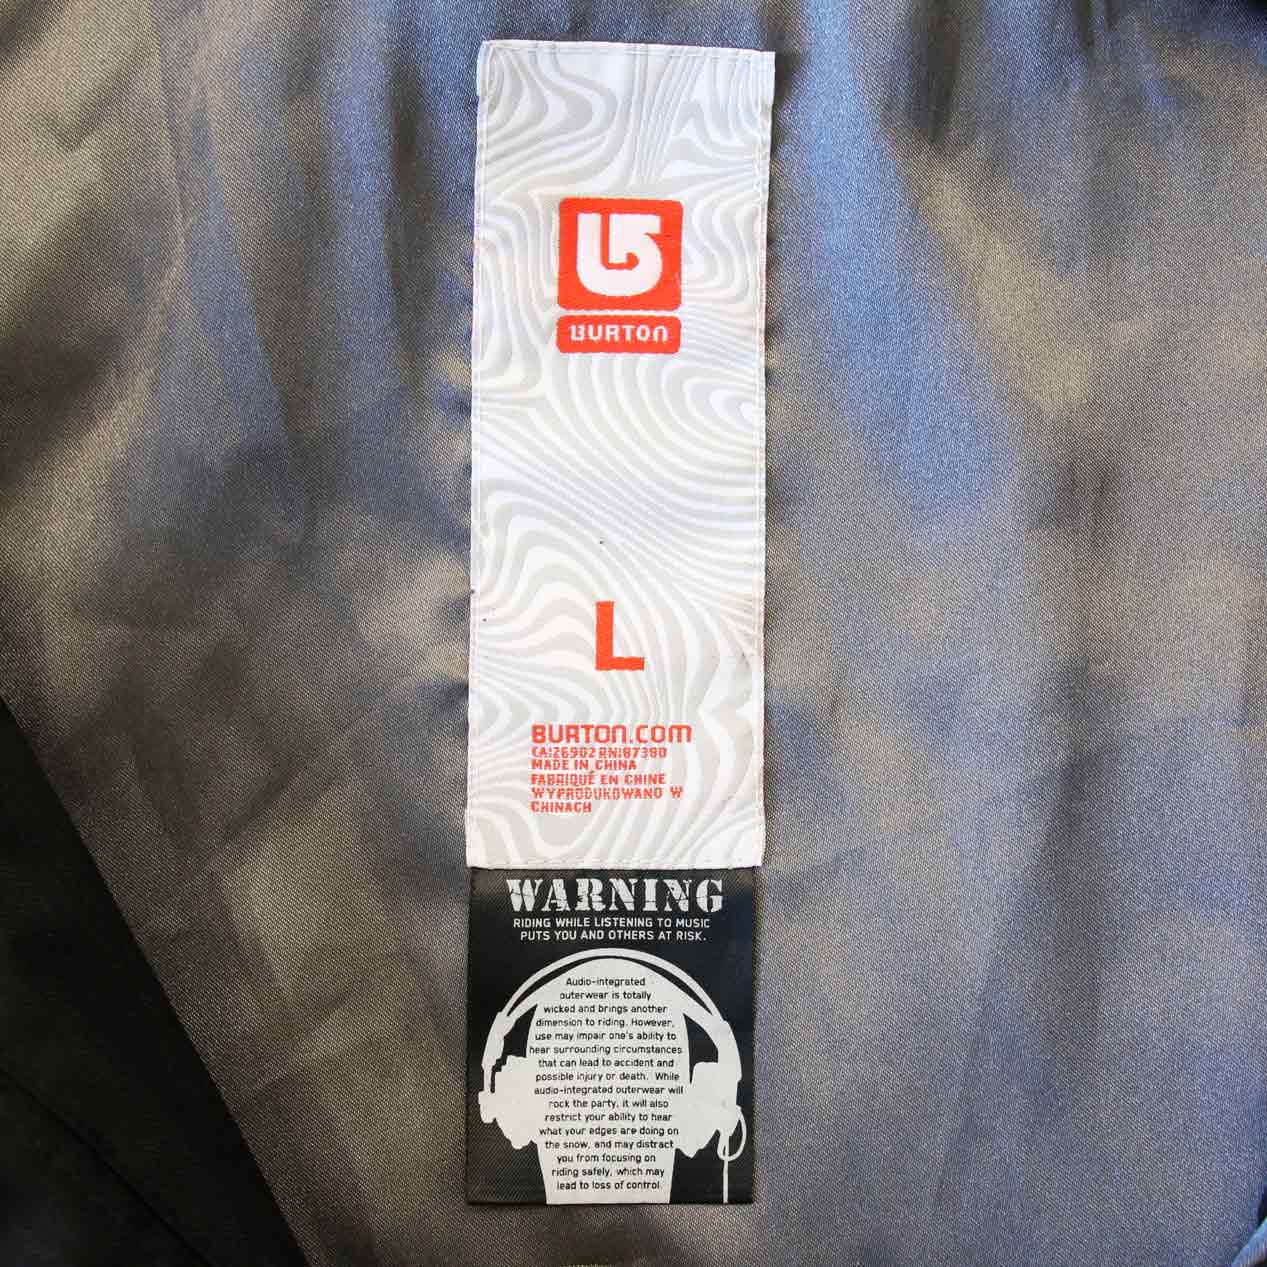 BURTON
L
BURTON.COM
CA:26902 RN:87380
MADE IN CHINA
FABRIQUÉ EN CHINE
WYPRODUKOWANO W
CHINACH
WARNING
RIDING WHILE LISTENING TO MUSIC
PUTS YOU AND OTHERS AT RISK.
Audio-integrated
outerwear is totally
wicked and brings another
dimension to riding. However,
use may impair one's ability to
hear surrounding circumstances
that can lead to accident and
possible injury or death. While
audio-integrated outerwear will
rock the party, it will also
restrict your ability to hear
what your edges are doing on
the snow, and may distract
you from focusing on
riding safely, which may
lead to loss of control.